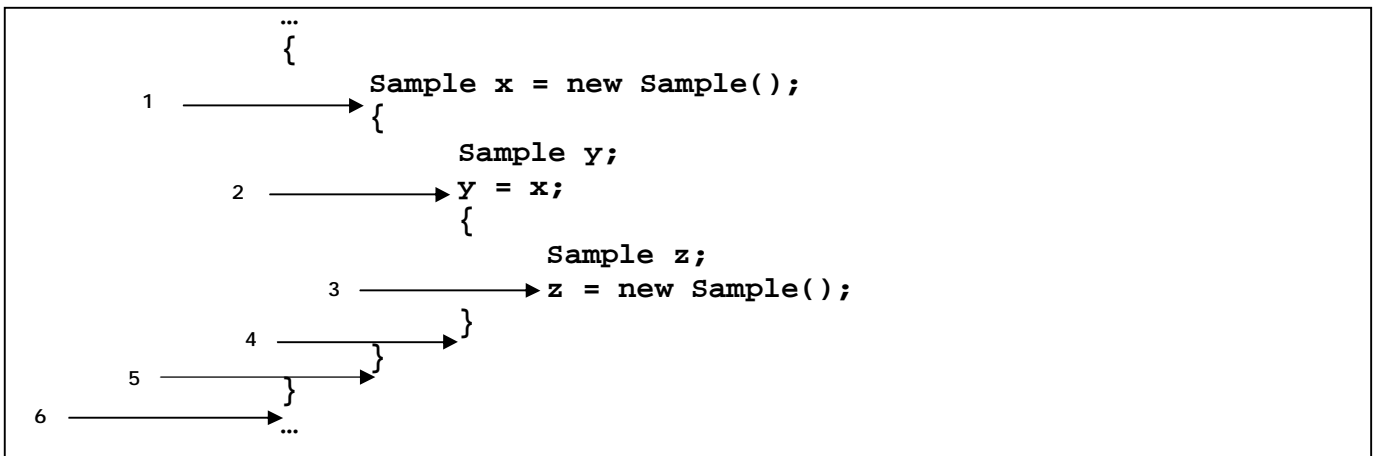 …
{
Sample x = new Sample();
1
{
Sample y;
2 y = x;
{
Sample z;
3 z = new Sample();
}
4
}
5
}
6
…